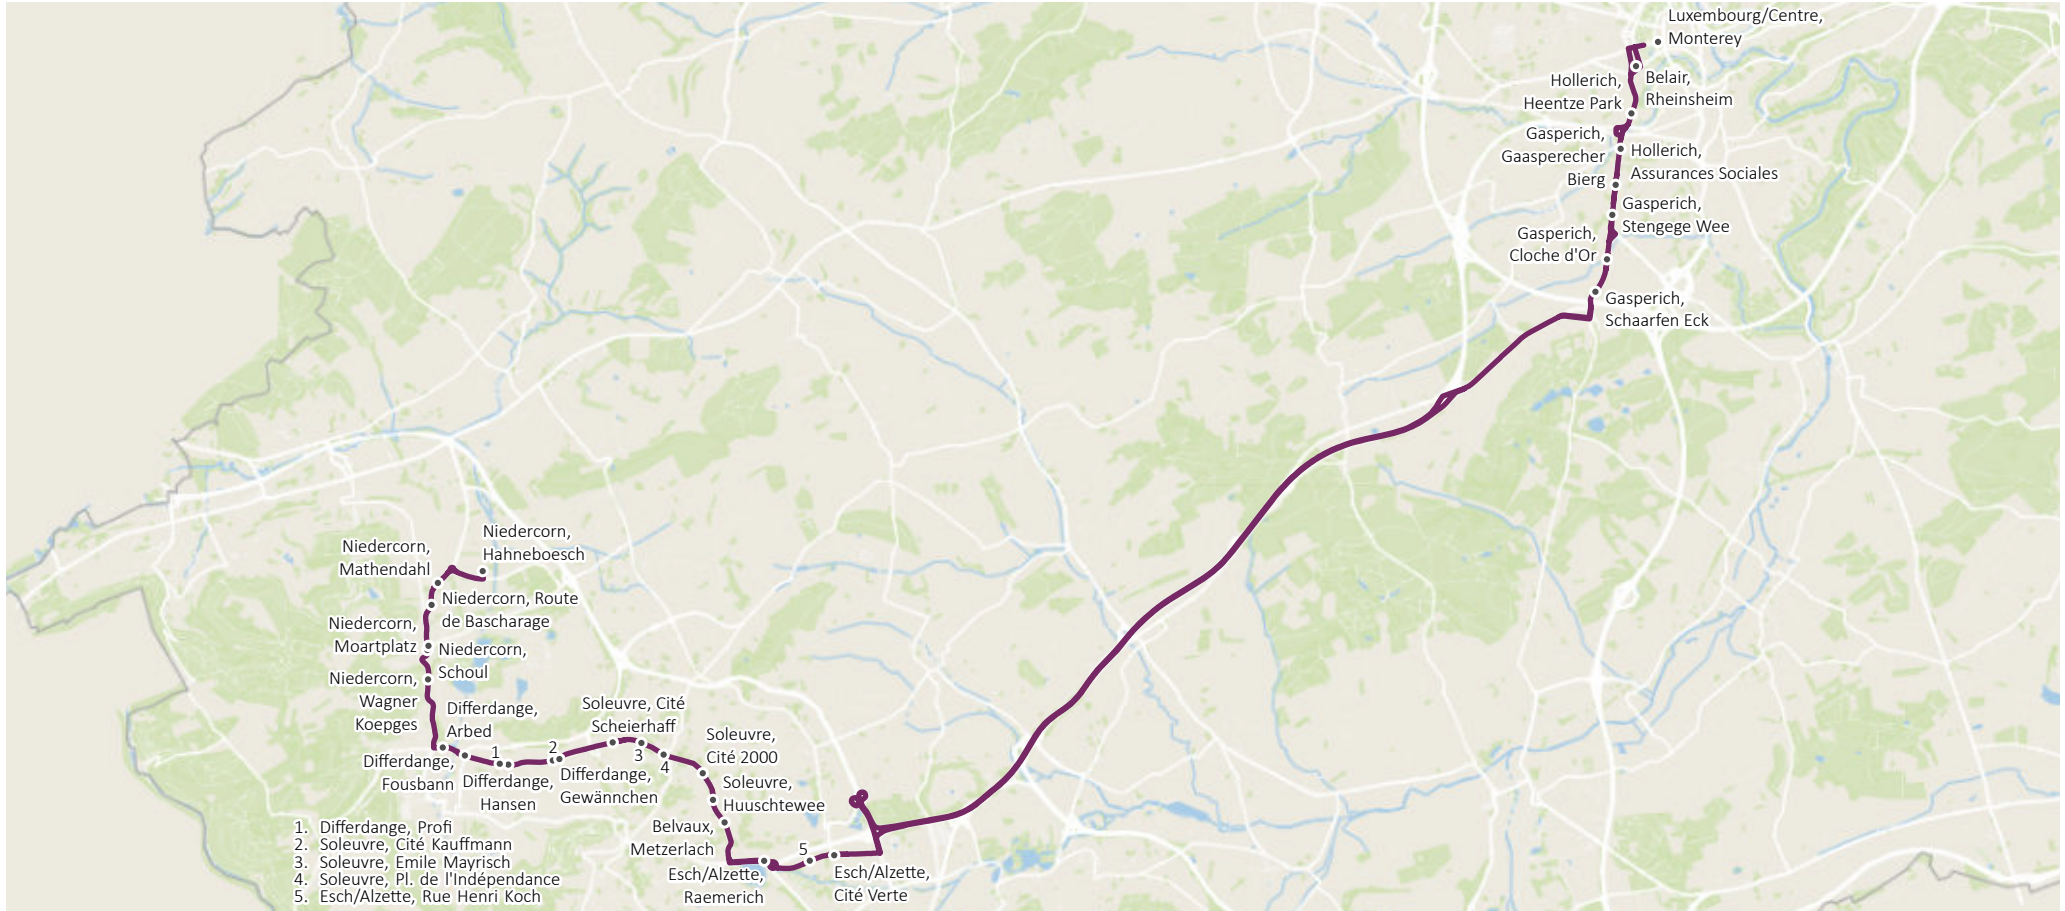 Luxembourg/Centre,
Monterey
Hollerich,
Heentze Park
Belair,
Rheinsheim
Gasperich,
Gaasperecher
Bierg
Hollerich,
Assurances Sociales
Gasperich,
Stengege Wee
Gasperich,
Cloche d'Or
Gasperich,
Schaarfen Eck
Niedercorn,
Hahneboesch
Niedercorn,
Mathendahl
Niedercorn, Route
de Bascharage
Niedercorn,
Moartplatz
Niedercorn,
Schoul
Niedercorn,
Wagner
Koepges
Differdange,
Arbed
Differdange,
Fousbann
1
Differdange,
Hansen
2
Differdange,
Gewännchen
Soleuvre, Cité
Scheierhaff
3
4
Soleuvre,
Cité 2000
Soleuvre,
Huuschtewee
Belvaux,
Metzerlach
Esch/Alzette,
Raemerich
5
Esch/Alzette,
Cité Verte
1. Differdange, Profi
2. Soleuvre, Cité Kauffmann
3. Soleuvre, Emile Mayrisch
4. Soleuvre, Pl. de l'Indépendance
5. Esch/Alzette, Rue Henri Koch